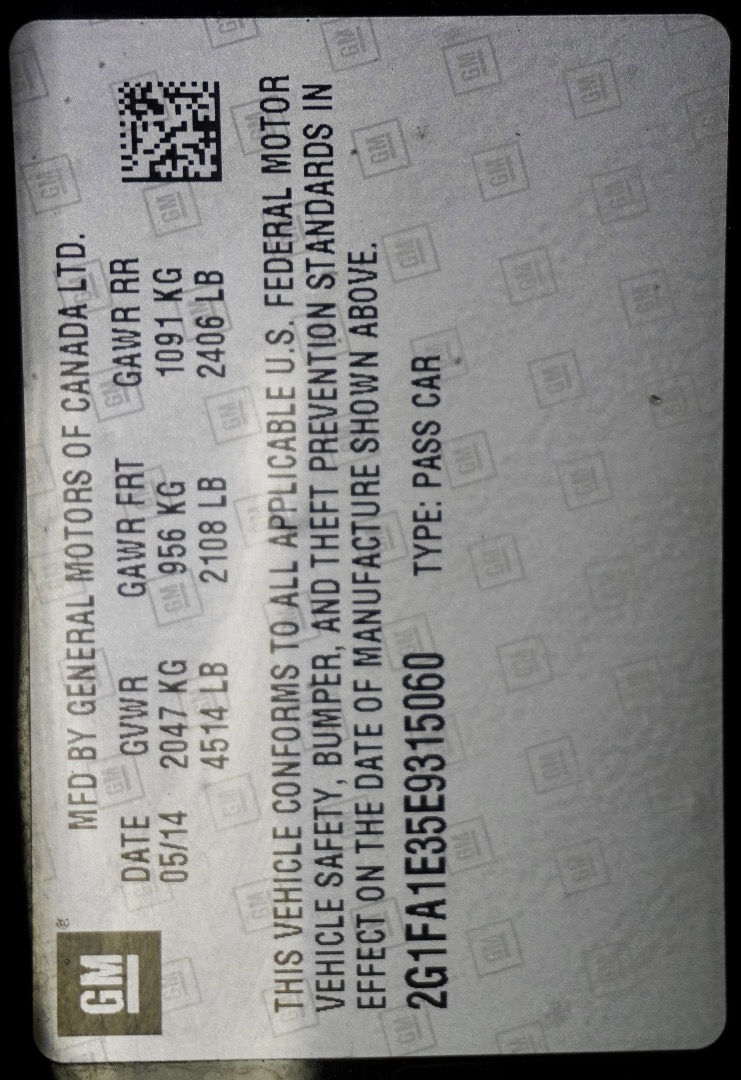 GM
MFD BY GENERAL MOTORS OF CANADA LTD.
DATE GVWR GAWR FRT GAWR RR
05/14 2047 KG 956 KG 1091 KG
4514 LB 2108 LB 2406 LB
THIS VEHICLE CONFORMS TO ALL APPLICABLE U.S. FEDERAL MOTOR
VEHICLE SAFETY, BUMPER, AND THEFT PREVENTION STANDARDS IN
EFFECT ON THE DATE OF MANUFACTURE SHOWN ABOVE.
2G1FA1E35E9315060 TYPE: PASS CAR